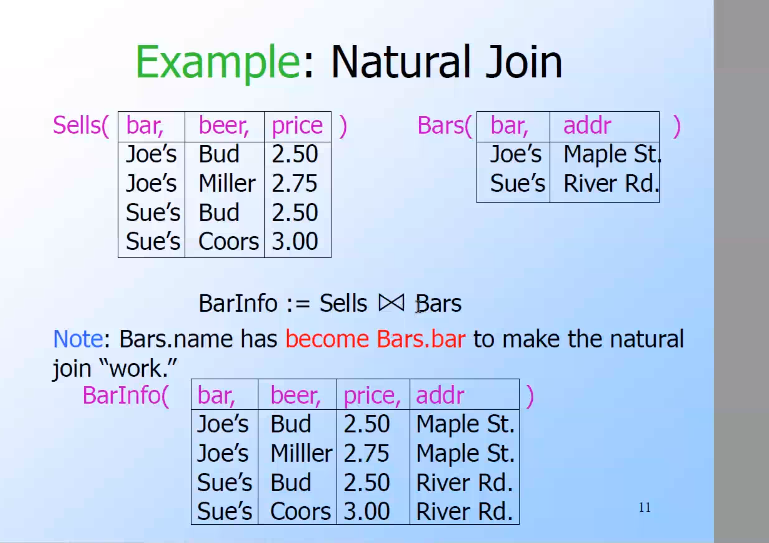 Example: Natural Join
Sells( bar, beer, price )
Joe's Bud 2.50
Joe's Miller 2.75
Sue's Bud 2.50
Sue's Coors 3.00
Bars( bar, addr )
Joe's Maple St.
Sue's River Rd.
BarInfo := Sells ⋈ Bars
Note: Bars.name has become Bars.bar to make the natural
join “work.”
BarInfo( bar, beer, price, addr )
Joe's Bud 2.50 Maple St.
Joe's Milller 2.75 Maple St.
Sue's Bud 2.50 River Rd.
Sue's Coors 3.00 River Rd.
11